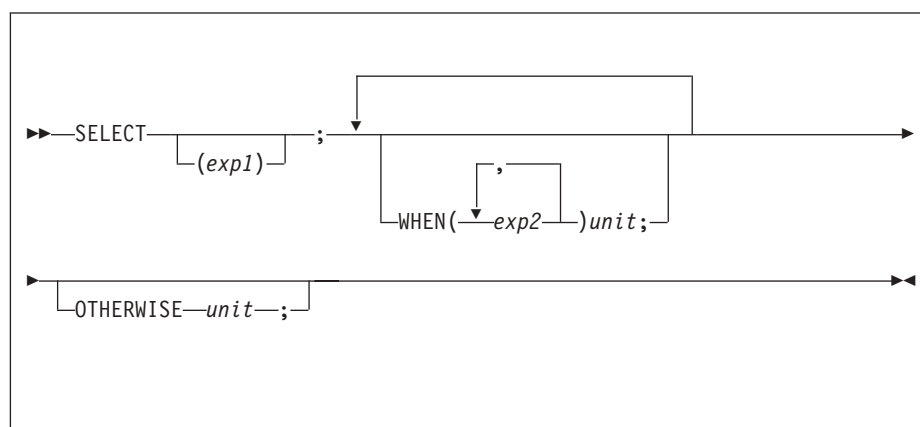 SELECT ;
(exp1)
,
WHEN( exp2 )unit;
OTHERWISE unit ;